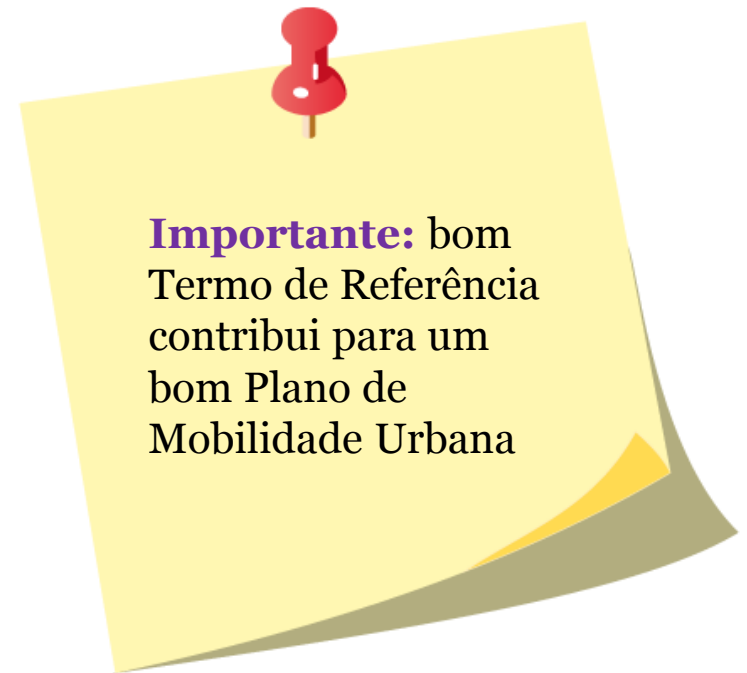 Importante: bom
Termo de Referência
contribui para um
bom Plano de
Mobilidade Urbana